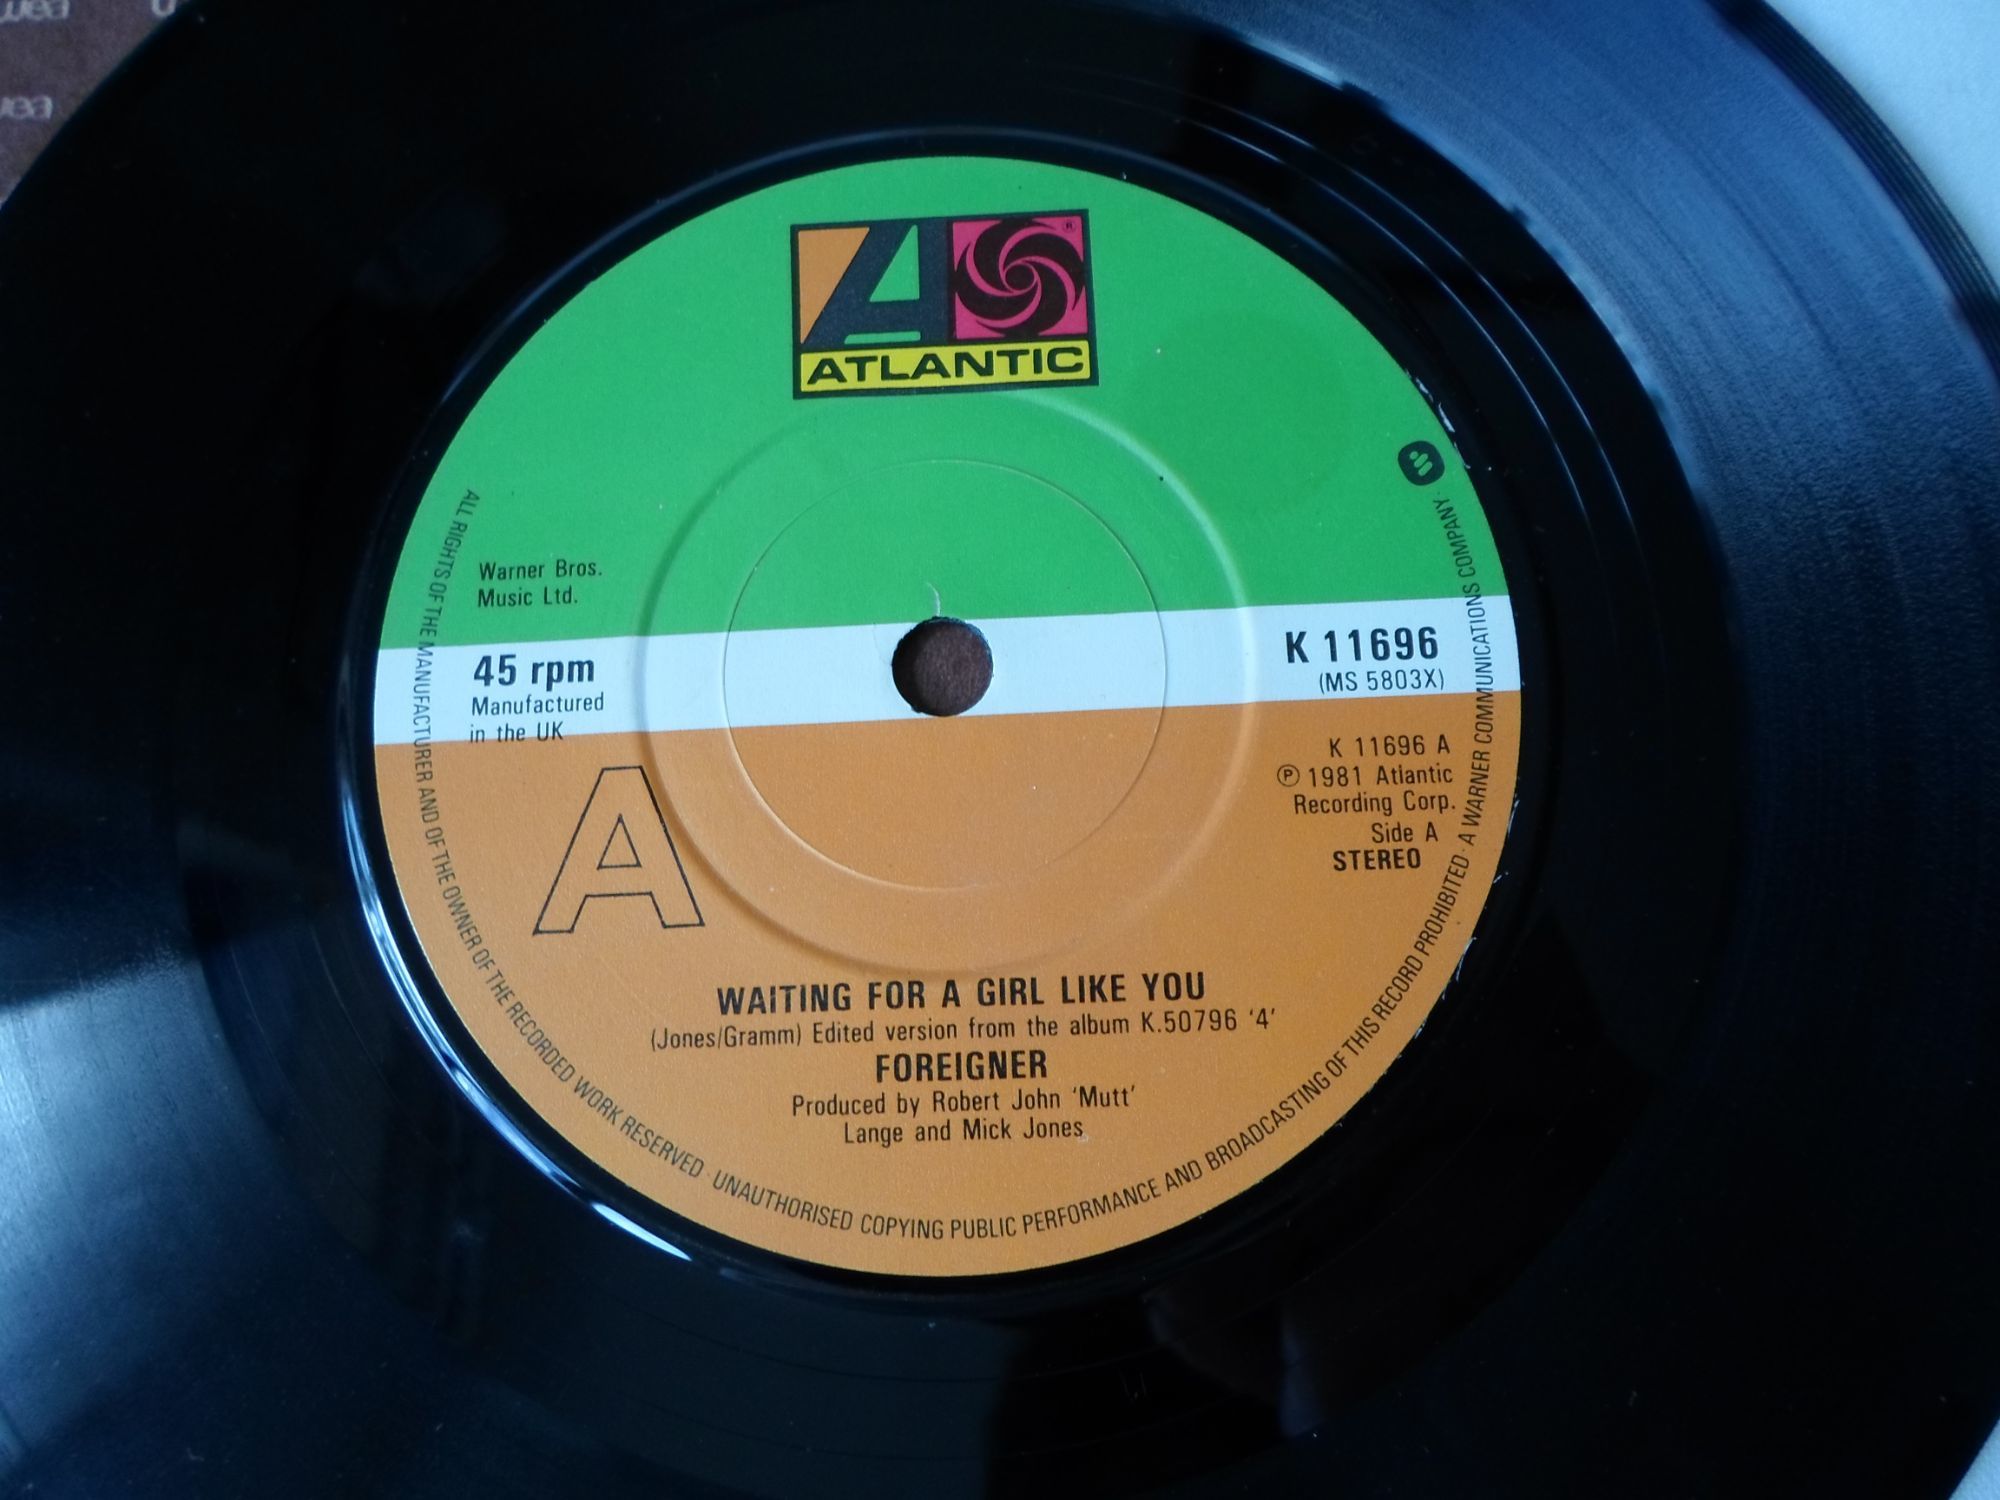 wea
wea
ATLANTIC
®
Warner Bros.
Music Ltd.
45 rpm
Manufactured
in the UK
K 11696
(MS 5803X)
K 11696 A
℗ 1981 Atlantic
Recording Corp.
Side A
STEREO
A
WAITING FOR A GIRL LIKE YOU
(Jones/Gramm) Edited version from the album K.50796 '4'
FOREIGNER
Produced by Robert John 'Mutt'
Lange and Mick Jones
ALL RIGHTS OF THE MANUFACTURER AND OF THE OWNER OF THE RECORDED WORK RESERVED · UNAUTHORISED COPYING PUBLIC PERFORMANCE AND BROADCASTING OF THIS RECORD PROHIBITED · A WARNER COMMUNICATIONS COMPANY.